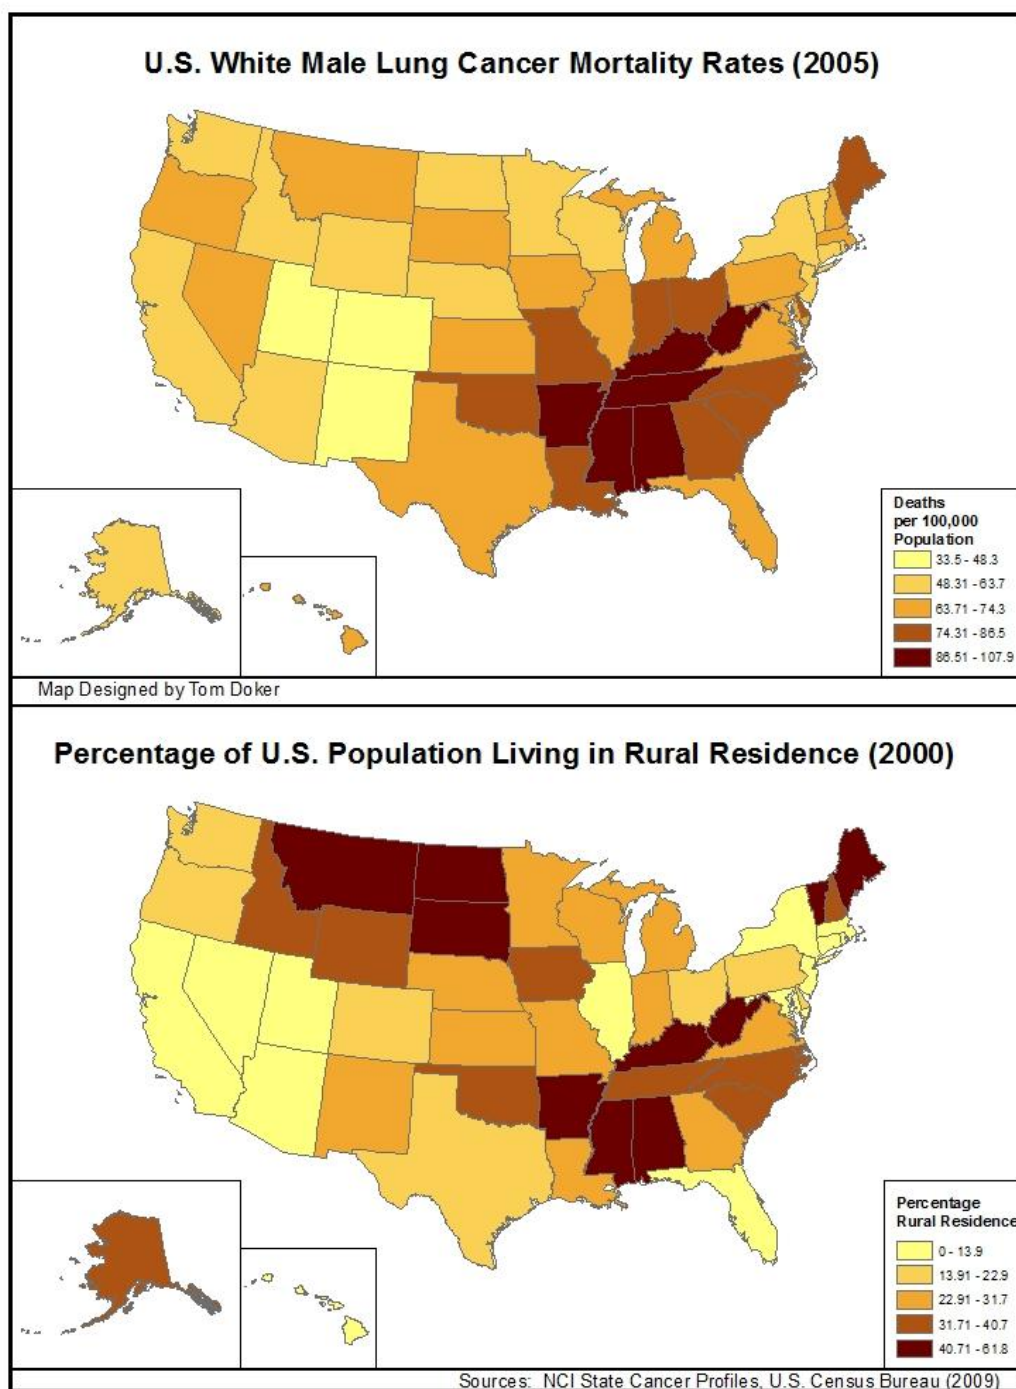 U.S. White Male Lung Cancer Mortality Rates (2005)
Deaths
per 100,000
Population
33.5 - 48.3
48.31 - 63.7
63.71 - 74.3
74.31 - 86.5
86.51 - 107.9
Map Designed by Tom Doker
Percentage of U.S. Population Living in Rural Residence (2000)
Percentage
Rural Residence
0 - 13.9
13.91 - 22.9
22.91 - 31.7
31.71 - 40.7
40.71 - 61.8
Sources: NCI State Cancer Profiles, U.S. Census Bureau (2009)